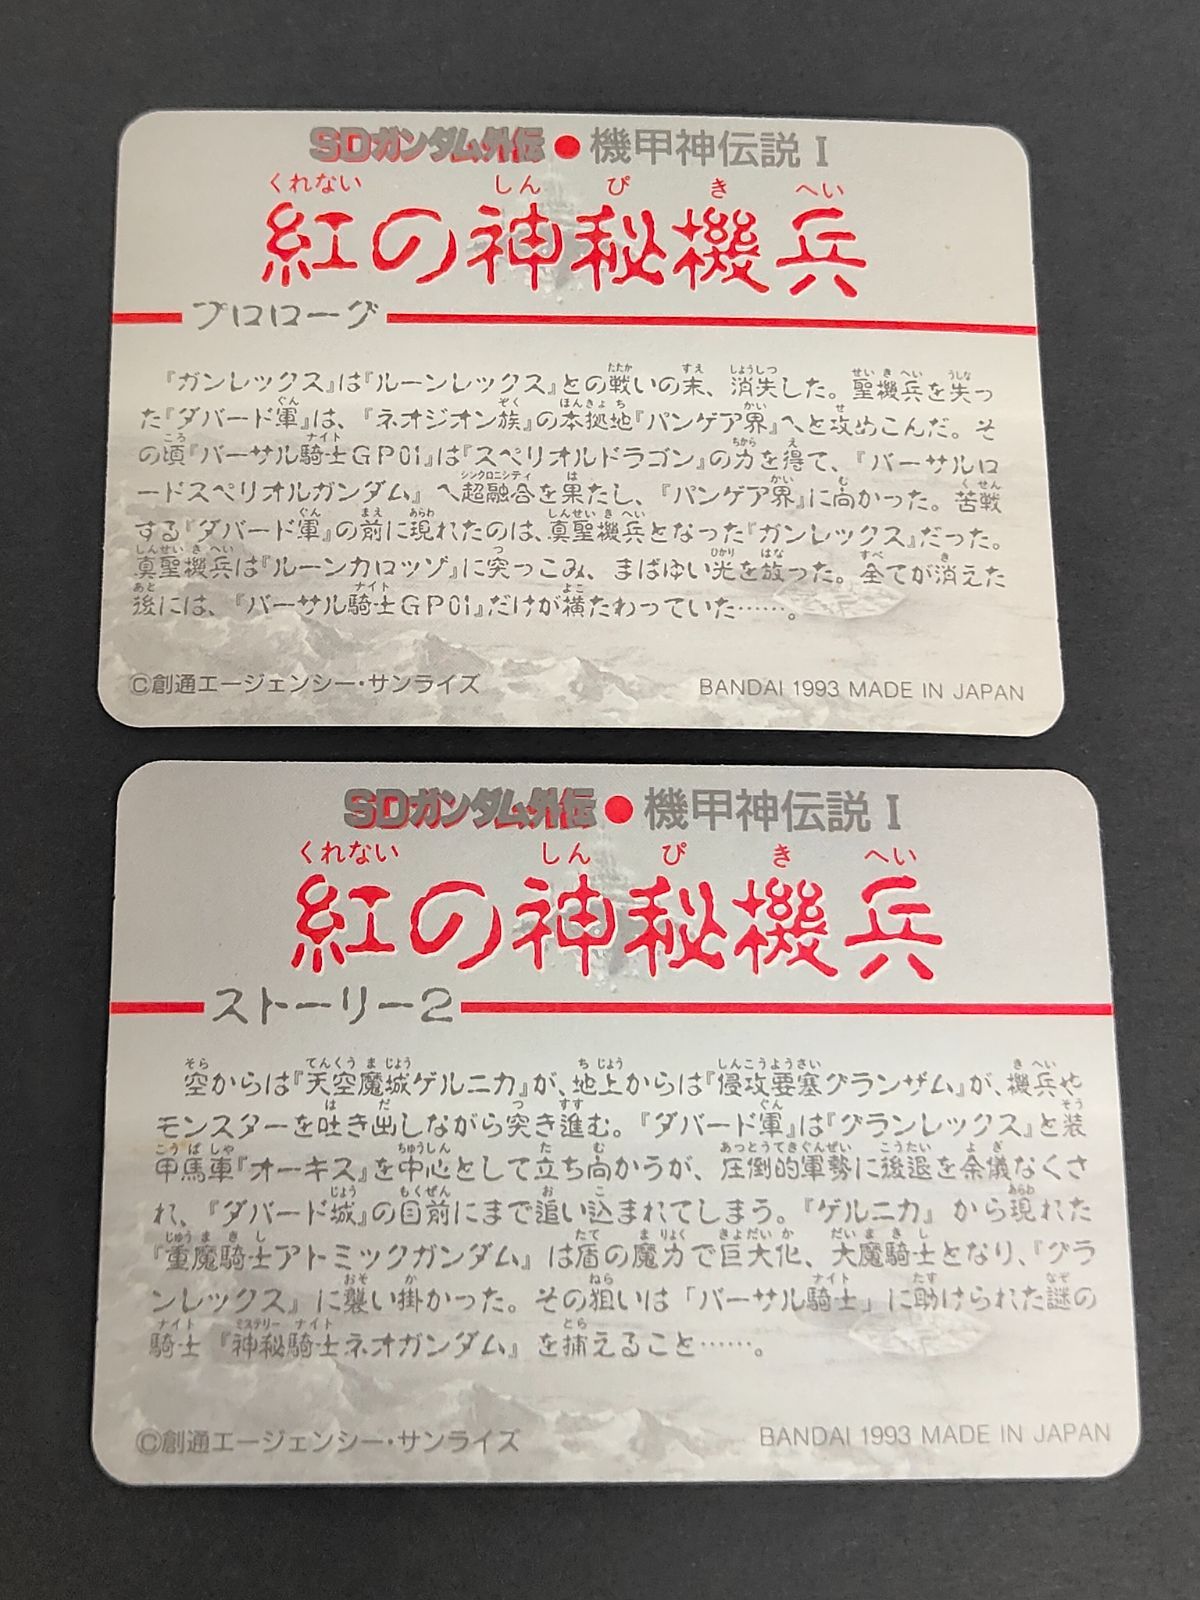 SDガンダム外伝●機甲神伝説Ⅰ
くれない しん ぴ き へい
紅の神秘機兵
プロローグ
『ガンレックス』は『ルーンレックス』との戦いの末、消失した。聖機兵を失っ
た『ダバード軍』は、『ネオジオン族』の本拠地『パンゲア界』へと攻めこんだ。そ
の頃『バーサル騎士GP01』は『スペリオルドラゴン』の力を得て、『バーサルロ
ードスペリオルガンダム』へ超融合を果たし、『パンゲア界』に向かった。苦戦
する『ダバード軍』の前に現れたのは、真聖機兵となった『ガンレックス』だった。
真聖機兵は『ルーンカロッゾ』に突っこみ、まばゆい光を放った。全てが消えた
後には、『バーサル騎士GP01』だけが横たわっていた……。
©創通エージェンシー・サンライズ
BANDAI 1993 MADE IN JAPAN
SDガンダム外伝●機甲神伝説Ⅰ
くれない しん ぴ き へい
紅の神秘機兵
ストーリー2
空からは『天空魔城ゲルニカ』が、地上からは『侵攻要塞グランザム』が、機兵や
モンスターを吐き出しながら突き進む。『ダバード軍』は『グランレックス』と装
甲馬車『オーキス』を中心として立ち向かうが、圧倒的軍勢に後退を余儀なくさ
れ、『ダバード城』の目前にまで追い込まれてしまう。『ゲルニカ』から現れた
『重魔騎士アトミックガンダム』は盾の魔力で巨大化、大魔騎士となり、『グラ
ンレックス』に襲い掛かった。その狙いは「バーサル騎士」に助けられた謎の
騎士『神秘騎士ネオガンダム』を捕えること……。
©創通エージェンシー・サンライズ
BANDAI 1993 MADE IN JAPAN